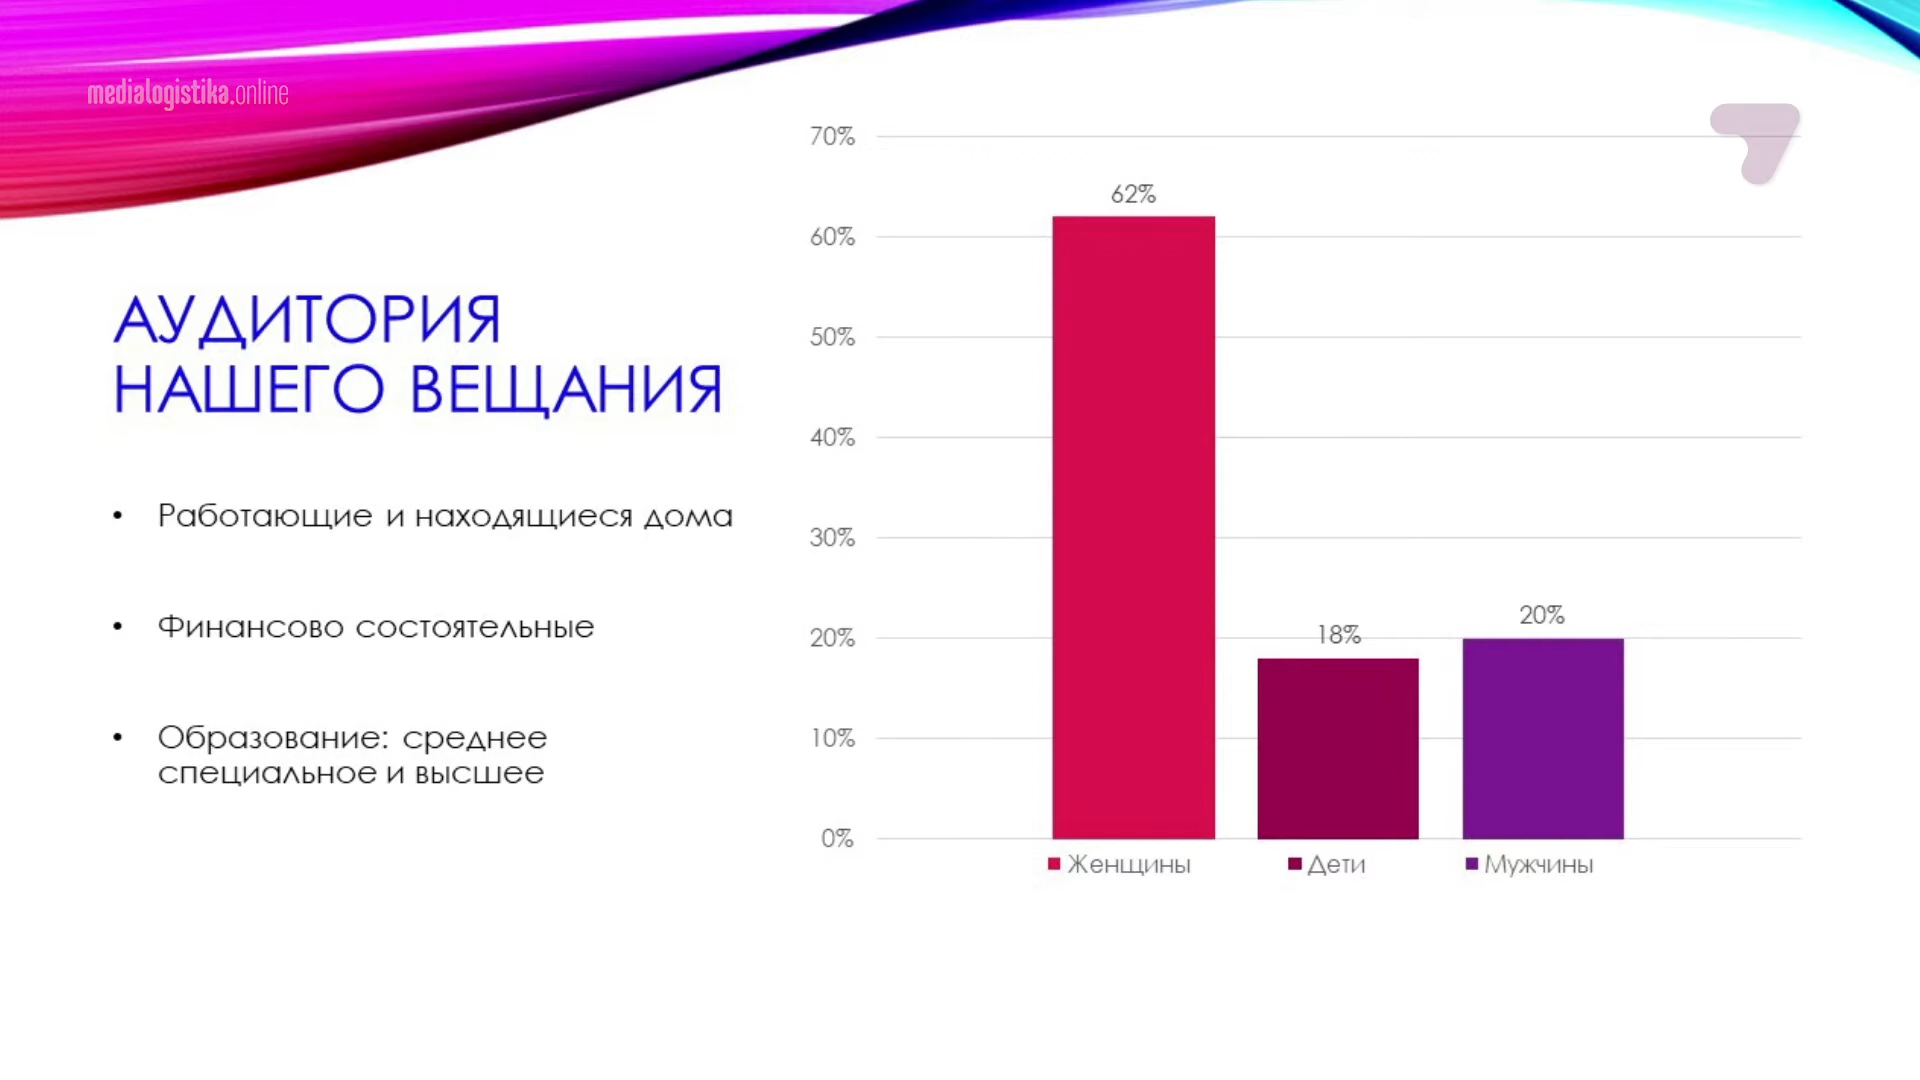 medialogistika.online
АУДИТОРИЯ
НАШЕГО ВЕЩАНИЯ
• Работающие и находящиеся дома
• Финансово состоятельные
• Образование: среднее
специальное и высшее
70%
60%
50%
40%
30%
20%
10%
0%
62%
18%
20%
Женщины
Дети
Мужчины